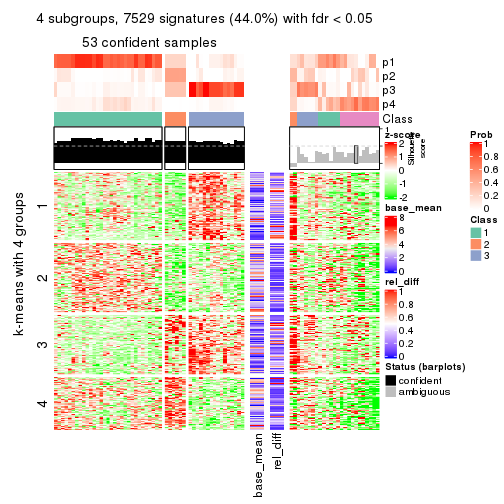 4 subgroups, 7529 signatures (44.0%) with fdr < 0.05
53 confident samples
p1
p2
p3
p4
Class
1
Silhouette
score
k-means with 4 groups
1
2
3
4
base_mean
rel_diff
z-score
2
1
0
-1
-2
base_mean
8
6
4
2
0
rel_diff
1
0.8
0.6
0.4
0.2
0
Status (barplots)
confident
ambiguous
Prob
1
0.8
0.6
0.4
0.2
0
Class
1
2
3